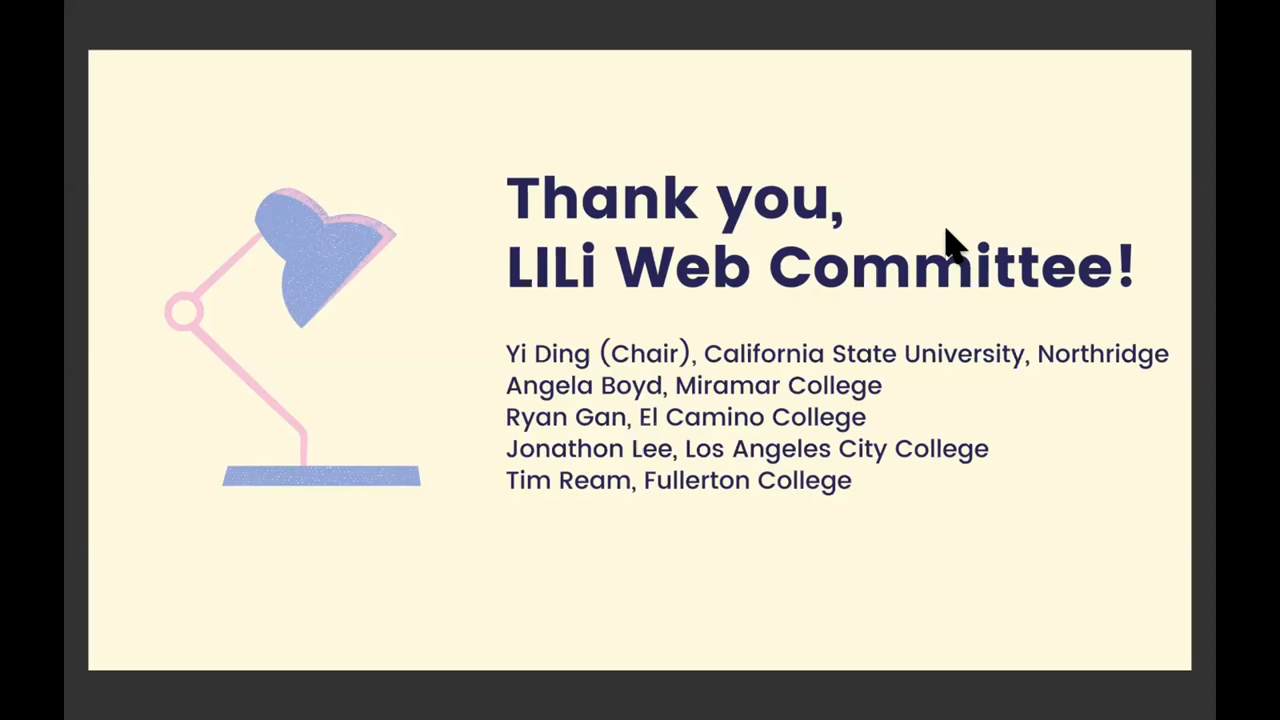 Thank you,
LILi Web Committee!
Yi Ding (Chair), California State University, Northridge
Angela Boyd, Miramar College
Ryan Gan, El Camino College
Jonathon Lee, Los Angeles City College
Tim Ream, Fullerton College